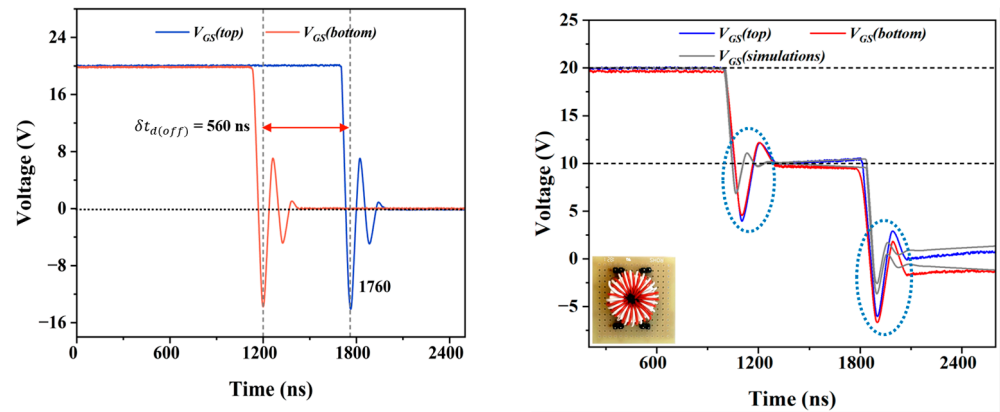 V_GS(top) V_GS(bottom)
Voltage (V)
20
16
8
0
−8
−16
δt_d(off) = 560 ns
1760
0 600 1200 1800 2400
Time (ns)
V_GS(top) V_GS(bottom)
V_GS(simulations)
Voltage (V)
25
20
15
10
5
0
−5
600 1200 1800 2400
Time (ns)